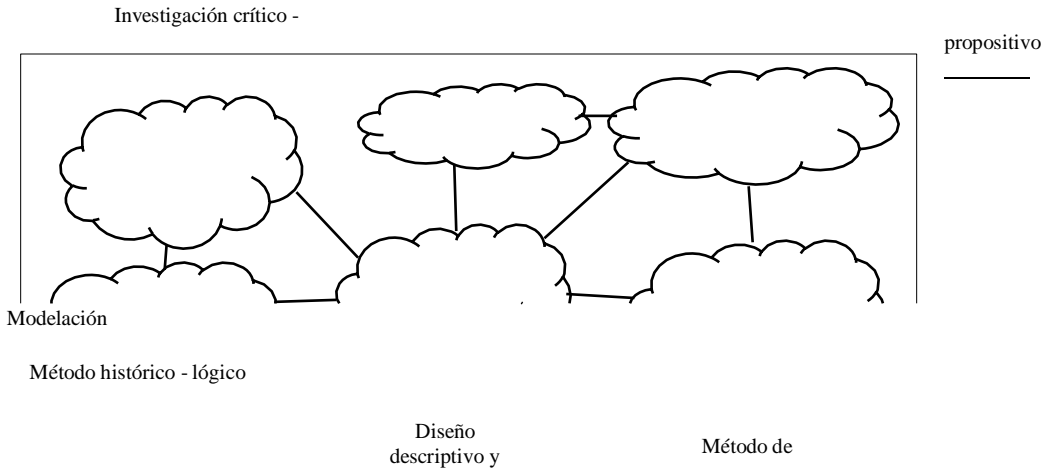 Investigación crítico -
propositivo
Modelación
Método histórico - lógico
Diseño
descriptivo y
Método de